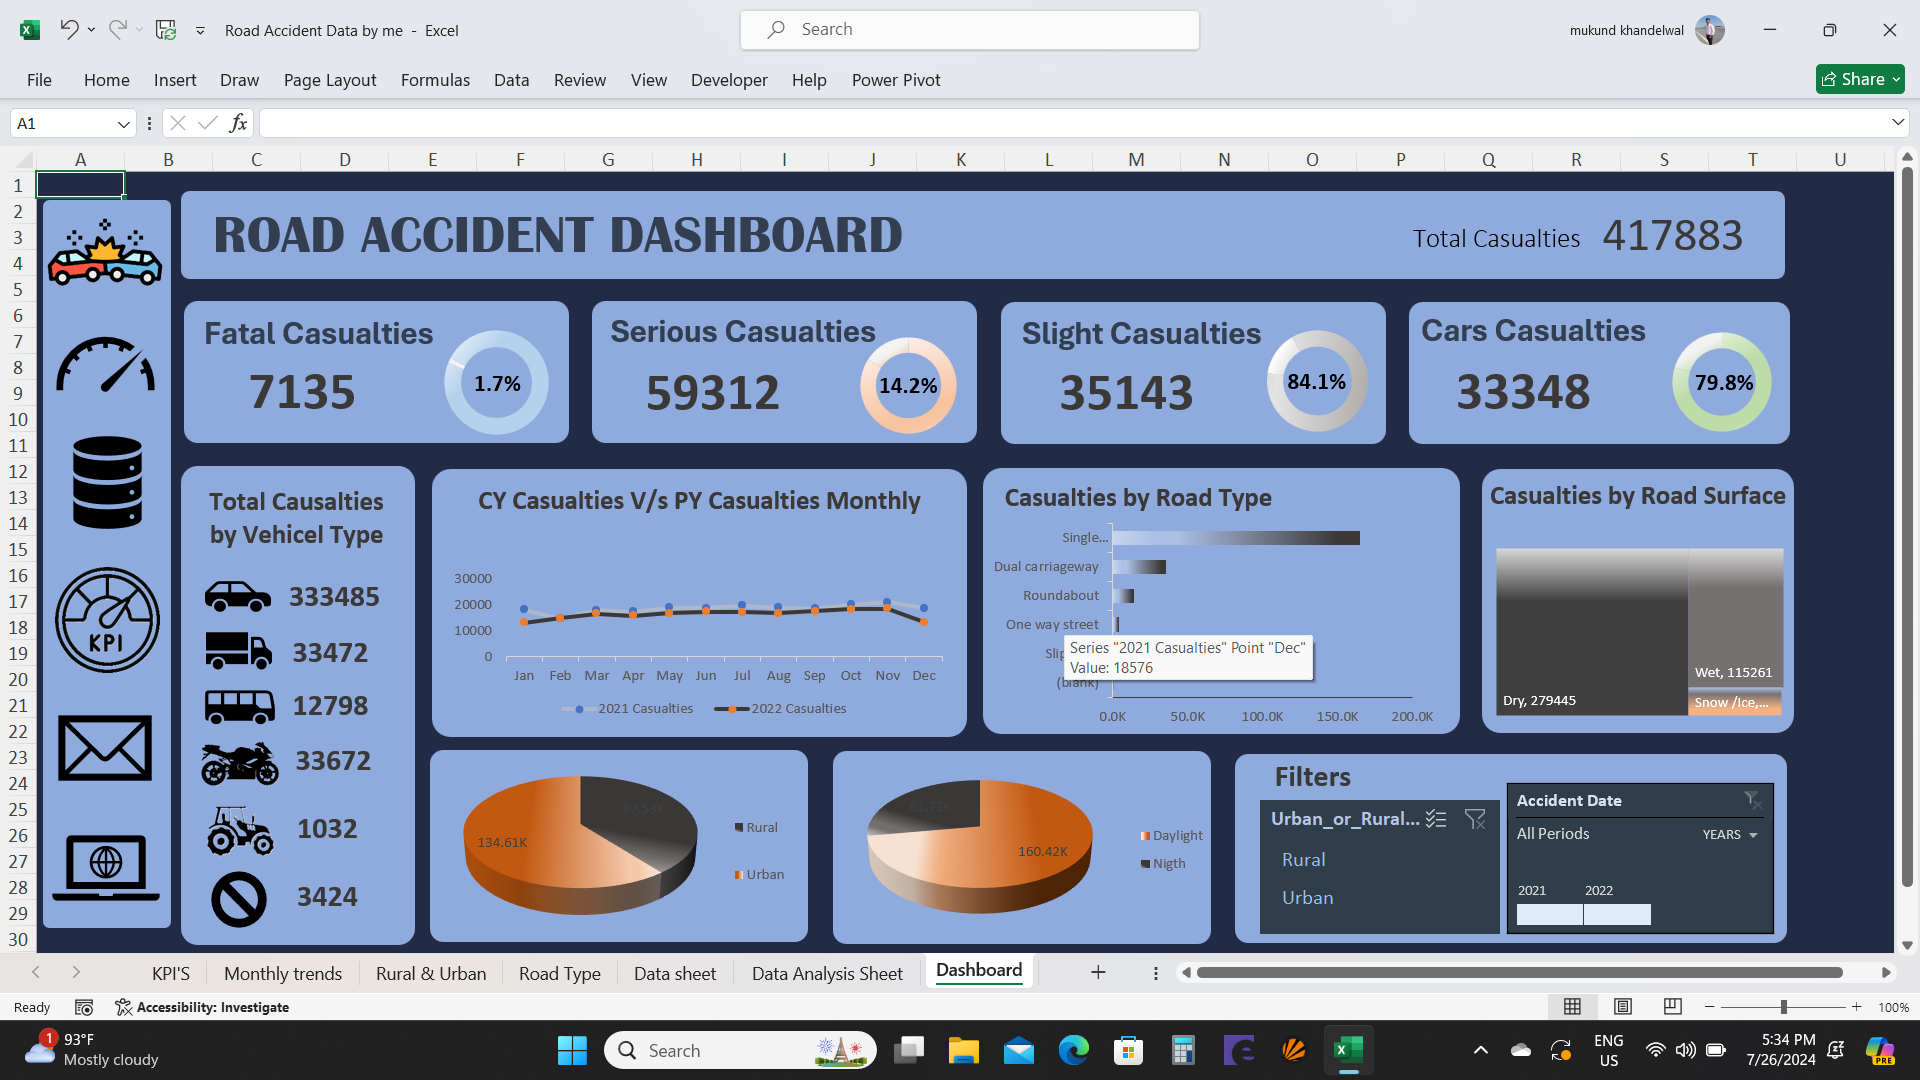 Road Accident Data by me - Excel
Search
mukund khandelwal
File Home Insert Draw Page Layout Formulas Data Review View Developer Help Power Pivot
Share
A1
fx
A B C D E F G H I J K L M N O P Q R S T U
1
2
3
4
5
6
7
8
9
10
11
12
13
14
15
16
17
18
19
20
21
22
23
24
25
26
27
28
29
30
ROAD ACCIDENT DASHBOARD
Total Casualties 417883
Fatal Casualties
7135
1.7%
Serious Casualties
59312
14.2%
Slight Casualties
35143
84.1%
Cars Casualties
33348
79.8%
KPI
Total Causalties
by Vehicel Type
333485
33472
12798
33672
1032
3424
CY Casualties V/s PY Casualties Monthly
30000
20000
10000
0
Jan Feb Mar Apr May Jun Jul Aug Sep Oct Nov Dec
2021 Casualties 2022 Casualties
Casualties by Road Type
Single...
Dual carriageway
Roundabout
One way street
Slip
(blank)
0.0K 50.0K 100.0K 150.0K 200.0K
Series "2021 Casualties" Point "Dec"
Value: 18576
Casualties by Road Surface
Dry, 279445
Wet, 115261
Snow /Ice,...
134.61K
Rural
Urban
160.42K
Daylight
Nigth
Filters
Urban_or_Rural...
Rural
Urban
Accident Date
All Periods YEARS
2021 2022
KPI'S Monthly trends Rural & Urban Road Type Data sheet Data Analysis Sheet Dashboard
Ready Accessibility: Investigate
100%
1
93°F
Mostly cloudy
Search
ENG
US
5:34 PM
7/26/2024
PRE